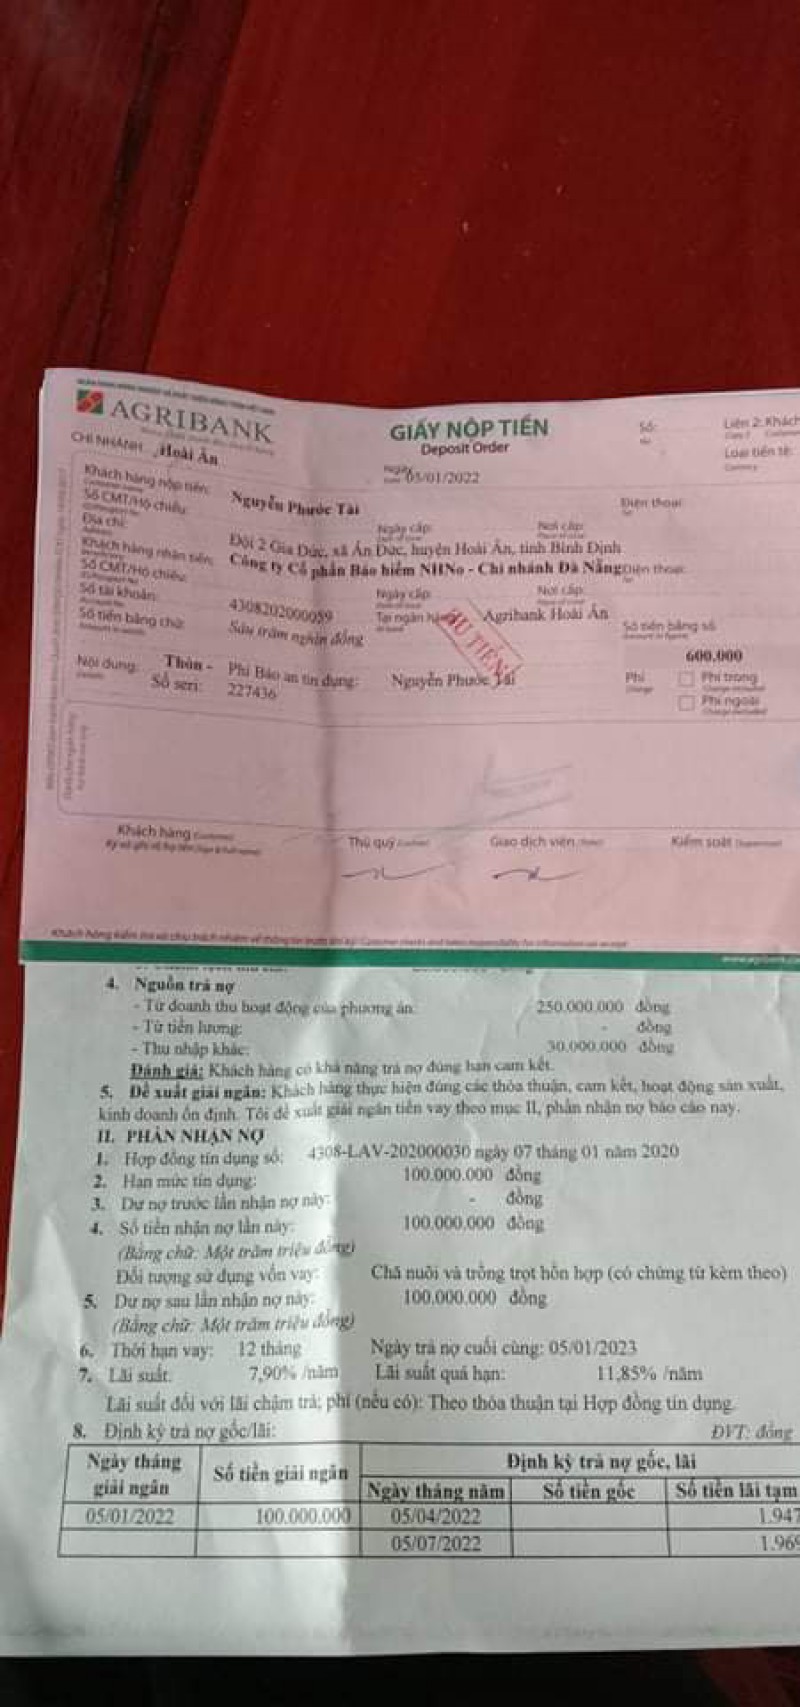 AGRIBANK
CHI NHÁNH Hoài Ân
GIẤY NỘP TIỀN
Deposit Order
Ngày 05/01/2022
Số:
No
Liên 2: Khách
Loại tiền tệ:
Currency
Khách hàng nộp tiền: Nguyễn Phước Tài
Điện thoại:
Số CMT/Hộ chiếu: Ngày cấp: Nơi cấp:
Địa chỉ: Đội 2 Gia Đức, xã Ân Đức, huyện Hoài Ân, tỉnh Bình Định
Khách hàng nhận tiền: Công ty Cổ phần Bảo hiểm NHNo - Chi nhánh Đà Nẵng Điện thoại:
Số CMT/Hộ chiếu: Ngày cấp: Nơi cấp:
Số tài khoản: 4308202000059 Tại ngân hàng: Agribank Hoài Ân
Số tiền bằng chữ: Sáu trăm nghìn đồng
THU TIỀN
Số tiền bằng số
600.000
Nội dung: Thôn - Phí Bảo an tín dụng: Nguyễn Phước Tài
Số seri: 227436
Phí
Charge
Phí trong
Phí ngoài
Khách hàng
Thủ quỹ
Giao dịch viên
Kiểm soát
4. Nguồn trả nợ
- Từ doanh thu hoạt động của phương án: 250.000.000 đồng
- Từ tiền lương: - đồng
- Thu nhập khác: 30.000.000 đồng
Đánh giá: Khách hàng có khả năng trả nợ đúng hạn cam kết.
5. Đề xuất giải ngân: Khách hàng thực hiện đúng các thỏa thuận, cam kết, hoạt động sản xuất,
kinh doanh ổn định. Tôi đề xuất giải ngân tiền vay theo mục II, phần nhận nợ báo cáo này.
II. PHẦN NHẬN NỢ
1. Hợp đồng tín dụng số: 4308-LAV-202000030 ngày 07 tháng 01 năm 2020
2. Hạn mức tín dụng: 100.000.000 đồng
3. Dư nợ trước lần nhận nợ này: - đồng
4. Số tiền nhận nợ lần này: 100.000.000 đồng
(Bằng chữ: Một trăm triệu đồng)
Đối tượng sử dụng vốn vay: Chă nuôi và trồng trọt hỗn hợp (có chứng từ kèm theo)
5. Dư nợ sau lần nhận nợ này: 100.000.000 đồng
(Bằng chữ: Một trăm triệu đồng)
6. Thời hạn vay: 12 tháng Ngày trả nợ cuối cùng: 05/01/2023
7. Lãi suất: 7,90% /năm Lãi suất quá hạn: 11,85% /năm
Lãi suất đối với lãi chậm trả; phí (nếu có): Theo thỏa thuận tại Hợp đồng tín dụng
8. Định kỳ trả nợ gốc/lãi: ĐVT: đồng
Ngày tháng giải ngân Số tiền giải ngân Định kỳ trả nợ gốc, lãi
Ngày tháng năm Số tiền gốc Số tiền lãi tạm
05/01/2022 100.000.000 05/04/2022 1.947
05/07/2022 1.969